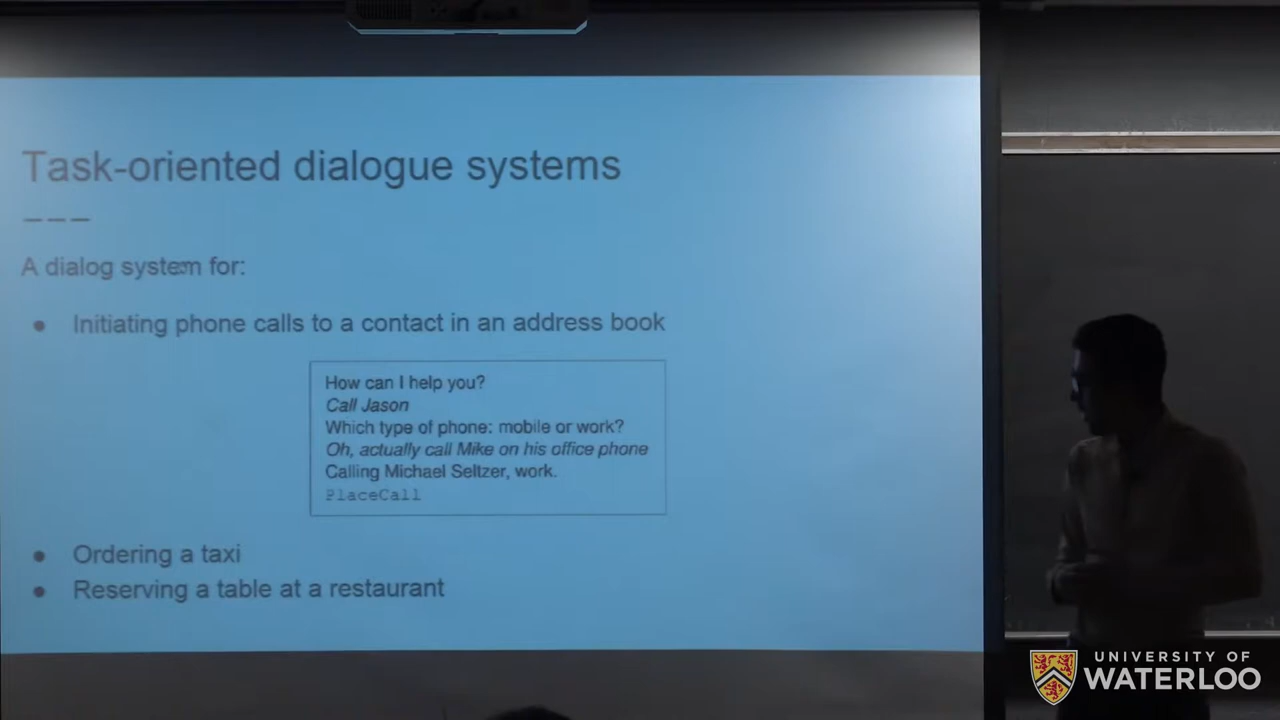 Task-oriented dialogue systems
A dialog system for:
● Initiating phone calls to a contact in an address book
How can I help you?
Call Jason
Which type of phone: mobile or work?
Oh, actually call Mike on his office phone
Calling Michael Seltzer, work.
PlaceCall
● Ordering a taxi
● Reserving a table at a restaurant
UNIVERSITY OF
WATERLOO